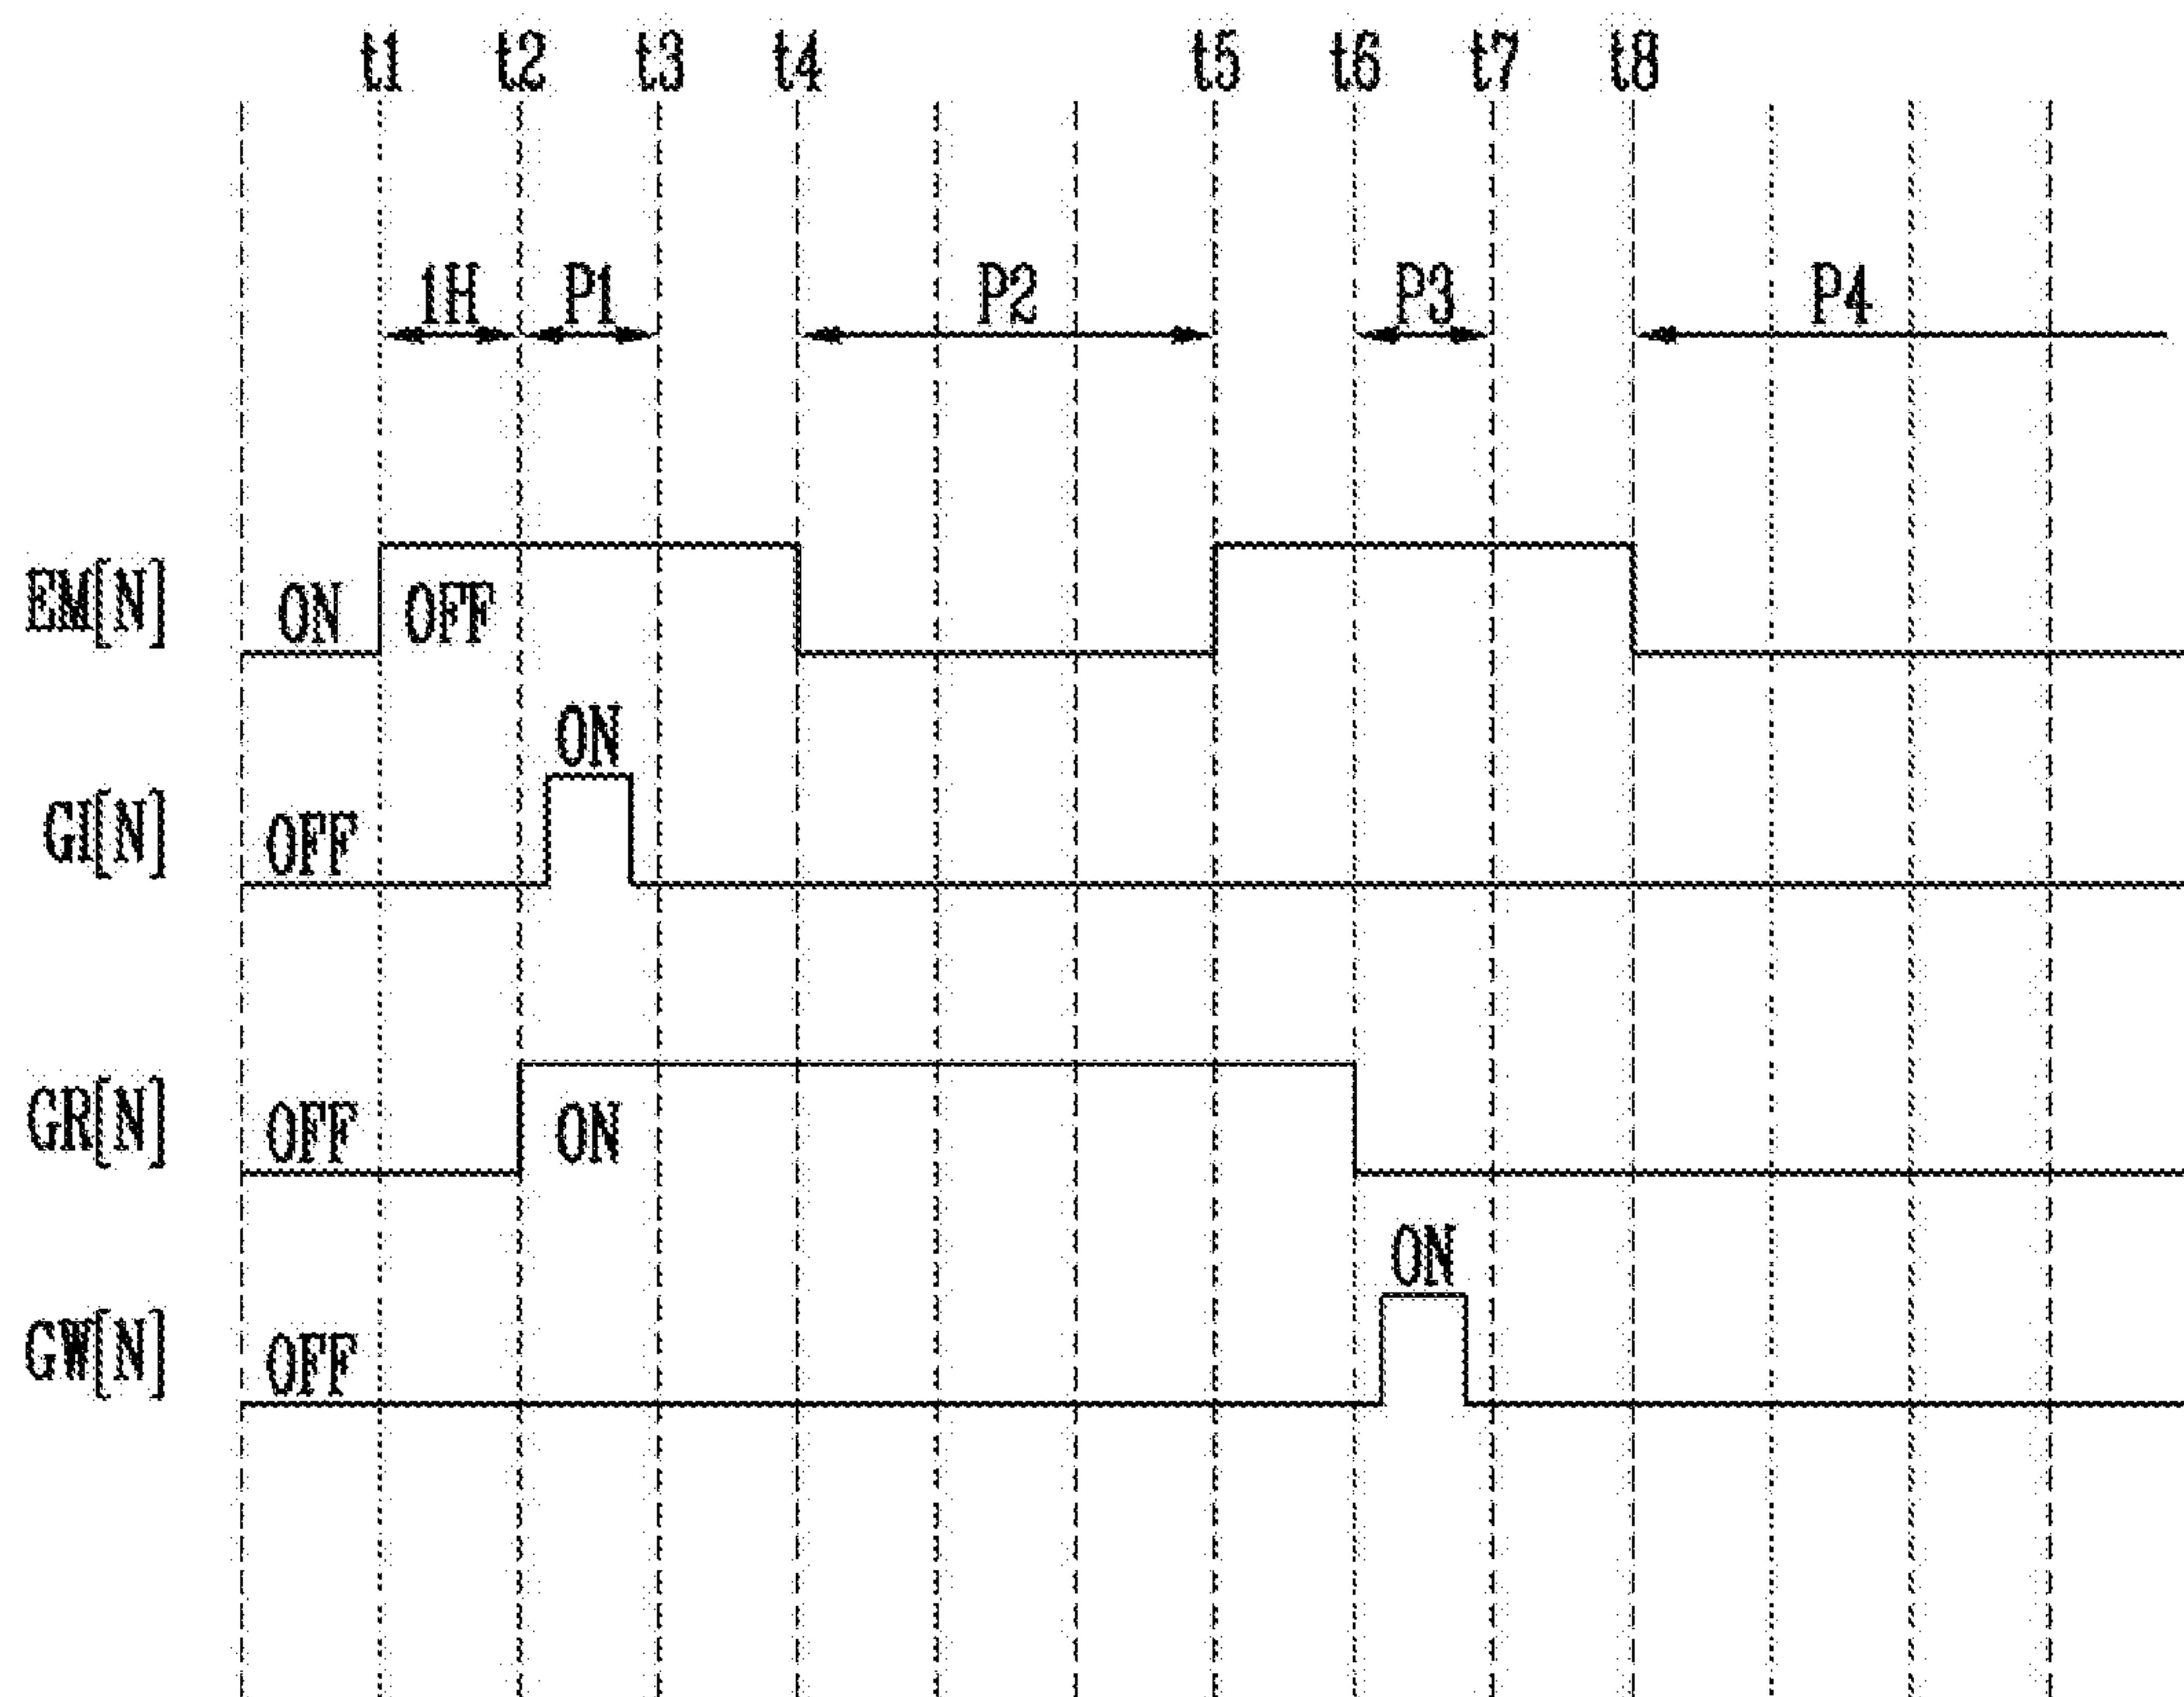 t1 t2 t3 t4 t5 t6 t7 t8
1H P1 P2 P3 P4
EM[N] ON OFF
ON
GI[N] OFF
GR[N] OFF ON
ON
GW[N] OFF